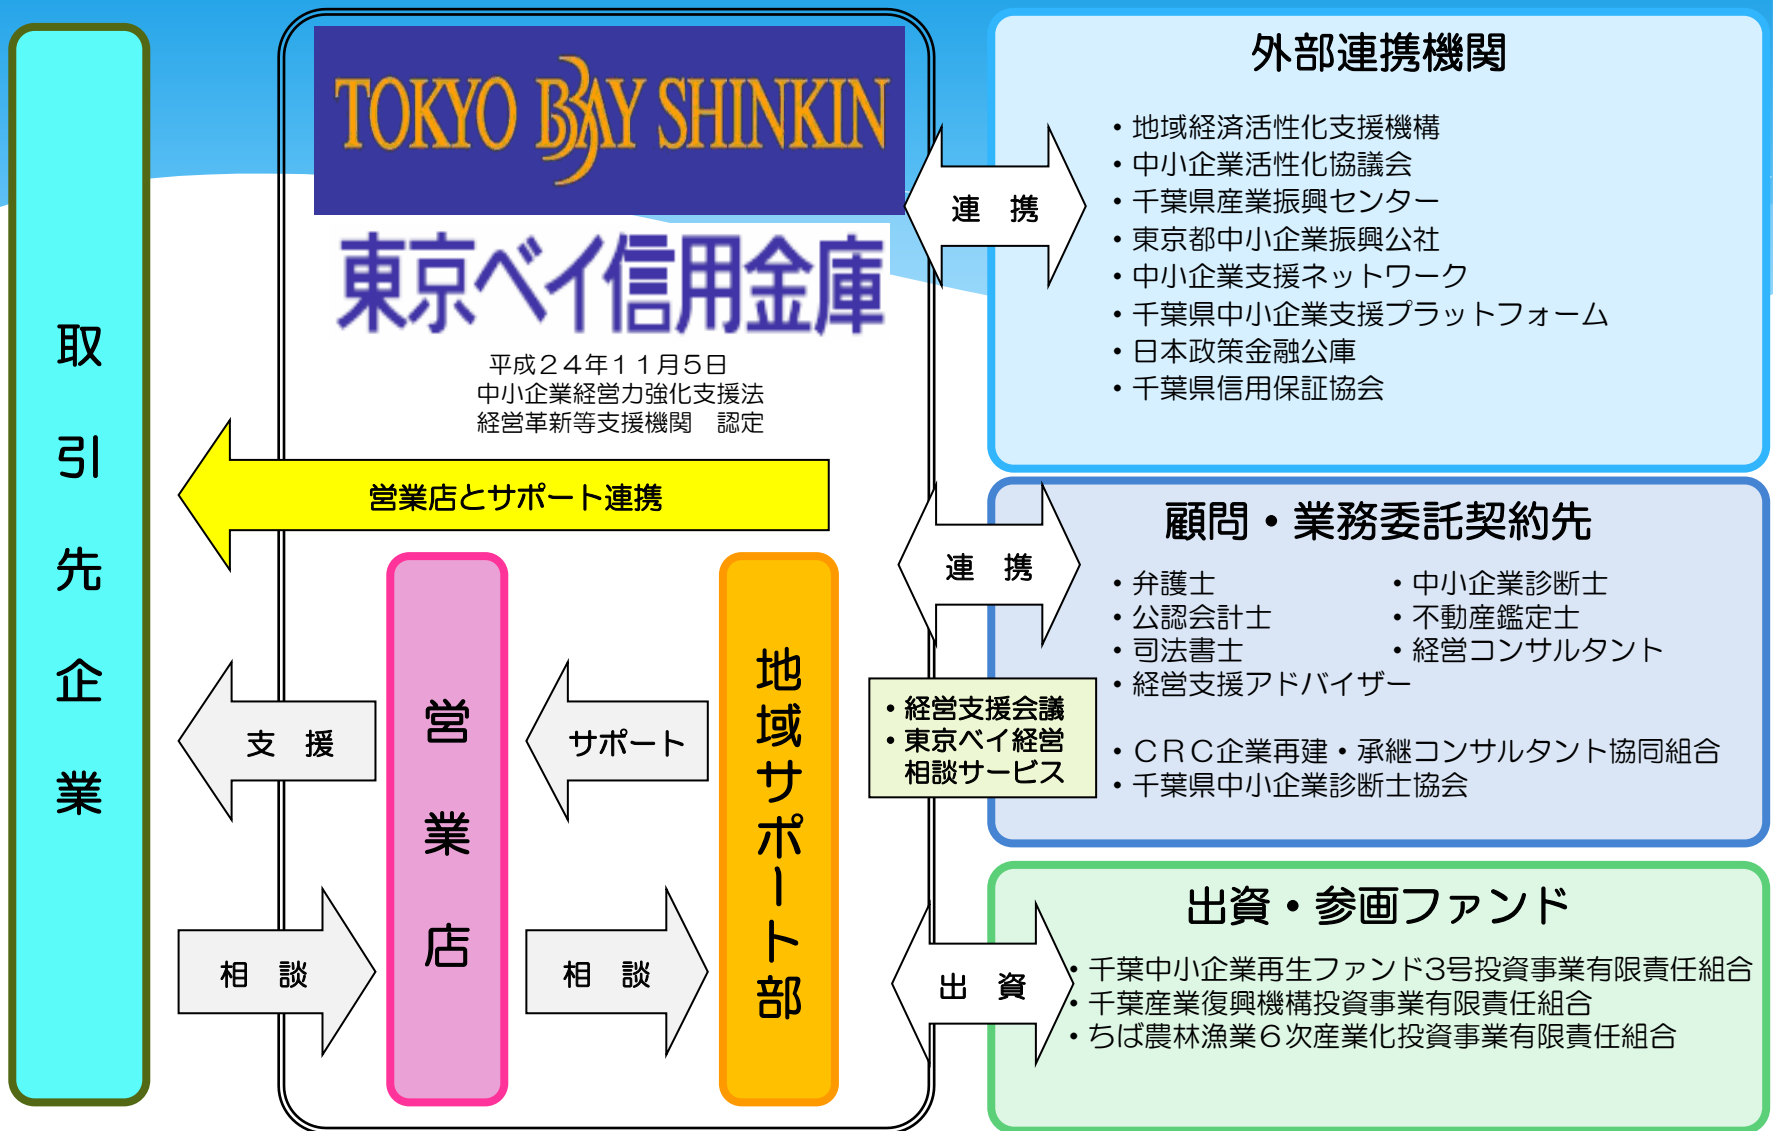 取引先企業
TOKYO BAY SHINKIN
東京ベイ信用金庫
平成２４年１１月５日
中小企業経営力強化支援法
経営革新等支援機関　認定
営業店とサポート連携
支　援
営業店
サポート
地域サポート部
相　談
相　談
連　携
連　携
・経営支援会議
・東京ベイ経営
相談サービス
出　資
外部連携機関
・地域経済活性化支援機構
・中小企業活性化協議会
・千葉県産業振興センター
・東京都中小企業振興公社
・中小企業支援ネットワーク
・千葉県中小企業支援プラットフォーム
・日本政策金融公庫
・千葉県信用保証協会
顧問・業務委託契約先
・弁護士　・中小企業診断士
・公認会計士　・不動産鑑定士
・司法書士　・経営コンサルタント
・経営支援アドバイザー
・ＣＲＣ企業再建・承継コンサルタント協同組合
・千葉県中小企業診断士協会
出資・参画ファンド
・千葉中小企業再生ファンド3号投資事業有限責任組合
・千葉産業復興機構投資事業有限責任組合
・ちば農林漁業６次産業化投資事業有限責任組合